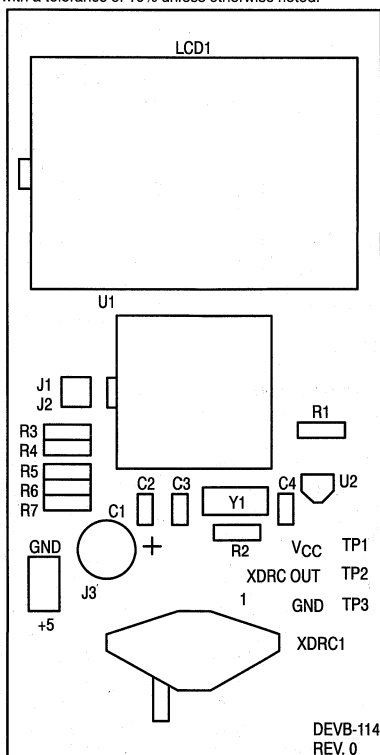 with a tolerance of 10% unless otherwise noted.
LCD1
U1
J1
J2
R1
R3
R4
R5
R6
R7
C1
C2
C3
Y1
C4
U2
R2
GND
+5
J3
+
VCC TP1
XDRC OUT TP2
1
GND TP3
XDRC1
DEVB-114
REV. 0